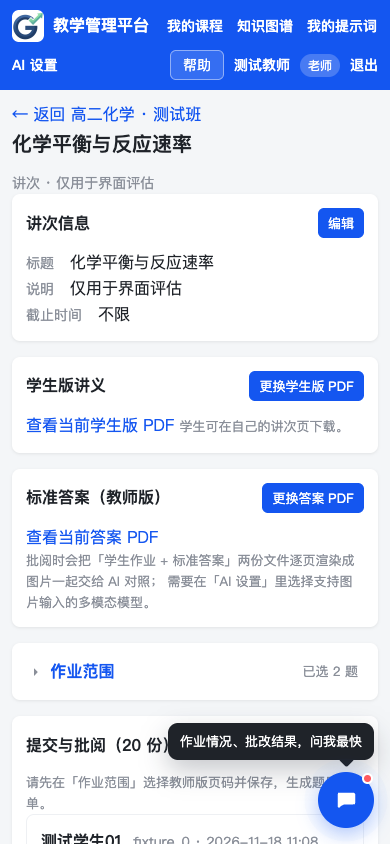 教学管理平台 我的课程 知识图谱 我的提示词
AI 设置 帮助 测试教师 老师 退出
← 返回 高二化学 · 测试班
化学平衡与反应速率
讲次 · 仅用于界面评估
讲次信息 编辑
标题 化学平衡与反应速率
说明 仅用于界面评估
截止时间 不限
学生版讲义 更换学生版 PDF
查看当前学生版 PDF 学生可在自己的讲次页下载。
标准答案（教师版） 更换答案 PDF
查看当前答案 PDF
批阅时会把「学生作业 + 标准答案」两份文件逐页渲染成
图片一起交给 AI 对照； 需要在「AI 设置」里选择支持图
片输入的多模态模型。
作业范围 已选 2 题
提交与批阅（20 份）
作业情况、批改结果，问我最快
请先在「作业范围」选择教师版页码并保存，生成题
单。
测试学生01 fixture_0 · 2026-11-18 11:08